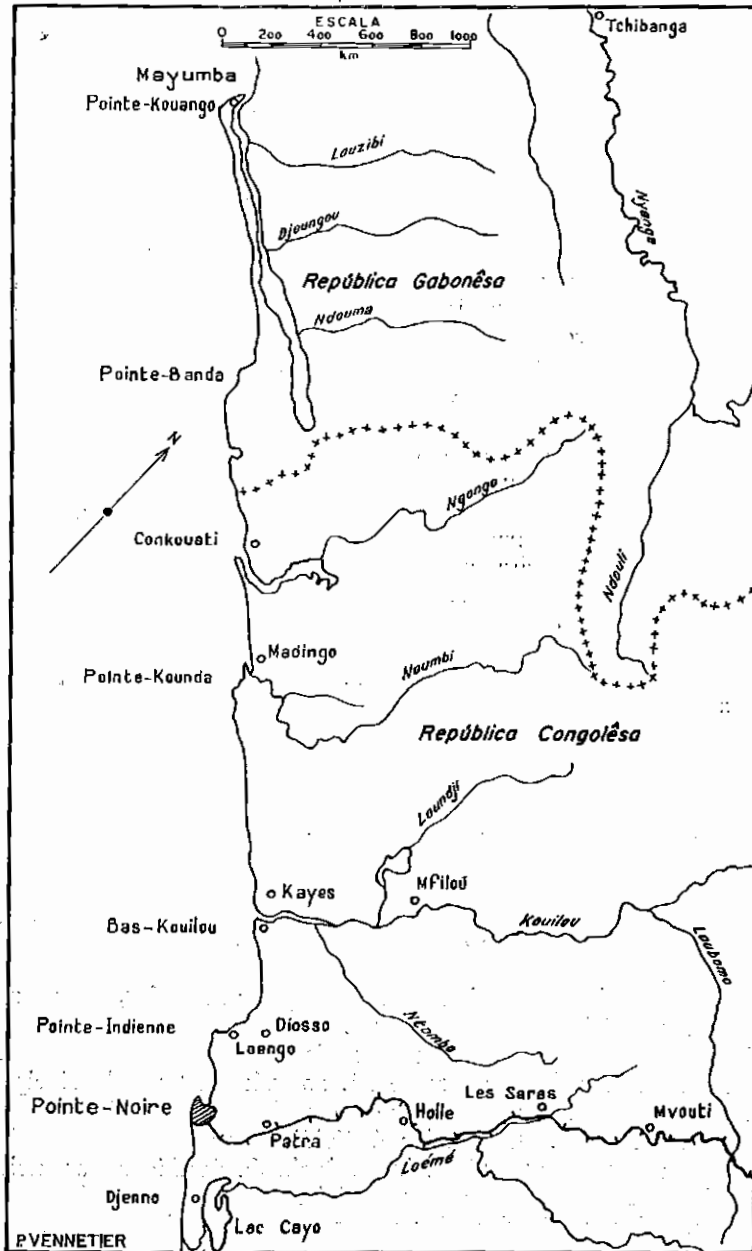 ESCALA
0 200 400 600 800 1000
km
Tchibanga
Mayumba
Pointe-Kouango
Louzibi
Nyanga
Djoungou
República Gabonêsa
Ndouma
Pointe-Banda
N
Ngongo
Conkouati
Ndouli
Madingo
Noumbi
Pointe-Kounda
República Congolêsa
Loundji
Kayes
Mfiloú
Kouilou
Bas-Kouilou
Loubomo
Ntombo
Pointe-Indienne
Diosso
Loango
Les Saras
Pointe-Noire
Holle
Mvouti
Patra
Loémé
Djenno
Lac Cayo
P.VENNETIER